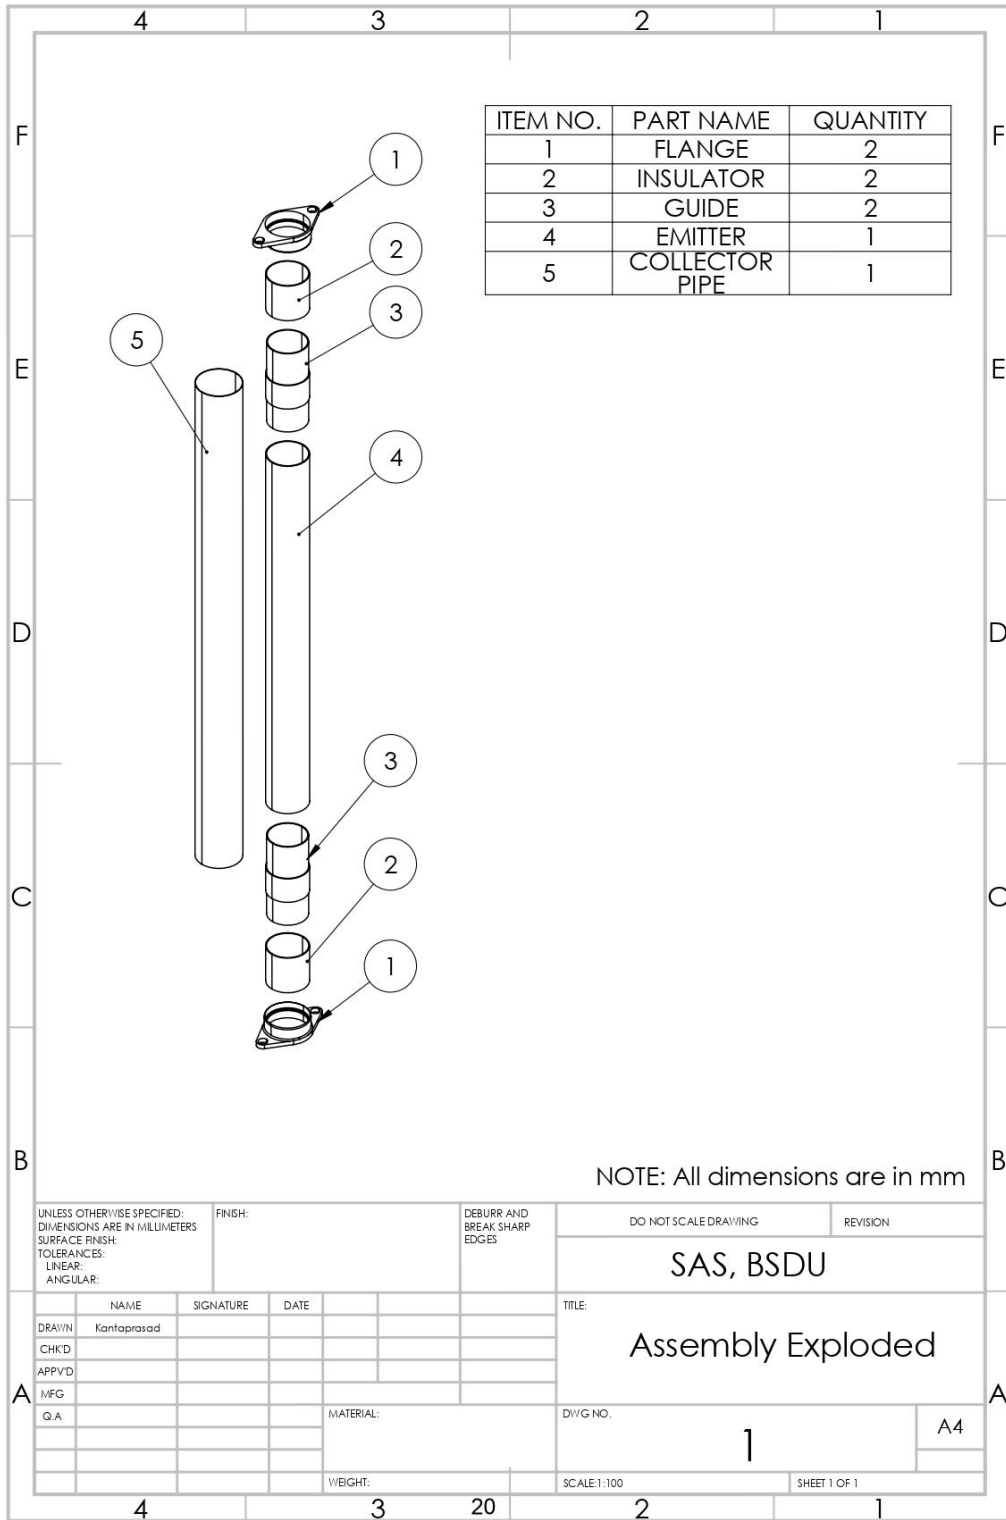 4 3 2 1
F F
ITEM NO. PART NAME QUANTITY
1 FLANGE 2
2 INSULATOR 2
3 GUIDE 2
4 EMITTER 1
5 COLLECTOR PIPE 1
1
2
3
5
E E
4
D D
3
2
C C
1
B B
NOTE: All dimensions are in mm
UNLESS OTHERWISE SPECIFIED:
DIMENSIONS ARE IN MILLIMETERS
SURFACE FINISH:
TOLERANCES:
LINEAR:
ANGULAR:
FINISH:
DEBURR AND
BREAK SHARP
EDGES
DO NOT SCALE DRAWING
REVISION
SAS, BSDU
NAME SIGNATURE DATE
DRAWN Kantaprasad
CHK'D
APPV'D
MFG
Q.A
A A
TITLE:
Assembly Exploded
MATERIAL:
DWG NO.
1
A4
WEIGHT:
SCALE:1:100
SHEET 1 OF 1
4 3 20 2 1